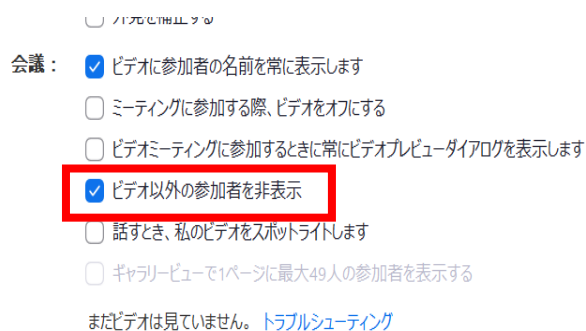 外見を補正する
会議：
ビデオに参加者の名前を常に表示します
ミーティングに参加する際、ビデオをオフにする
ビデオミーティングに参加するときに常にビデオプレビューダイアログを表示します
ビデオ以外の参加者を非表示
話すとき、私のビデオをスポットライトします
ギャラリービューで1ページに最大49人の参加者を表示する
まだビデオは見ていません。 トラブルシューティング